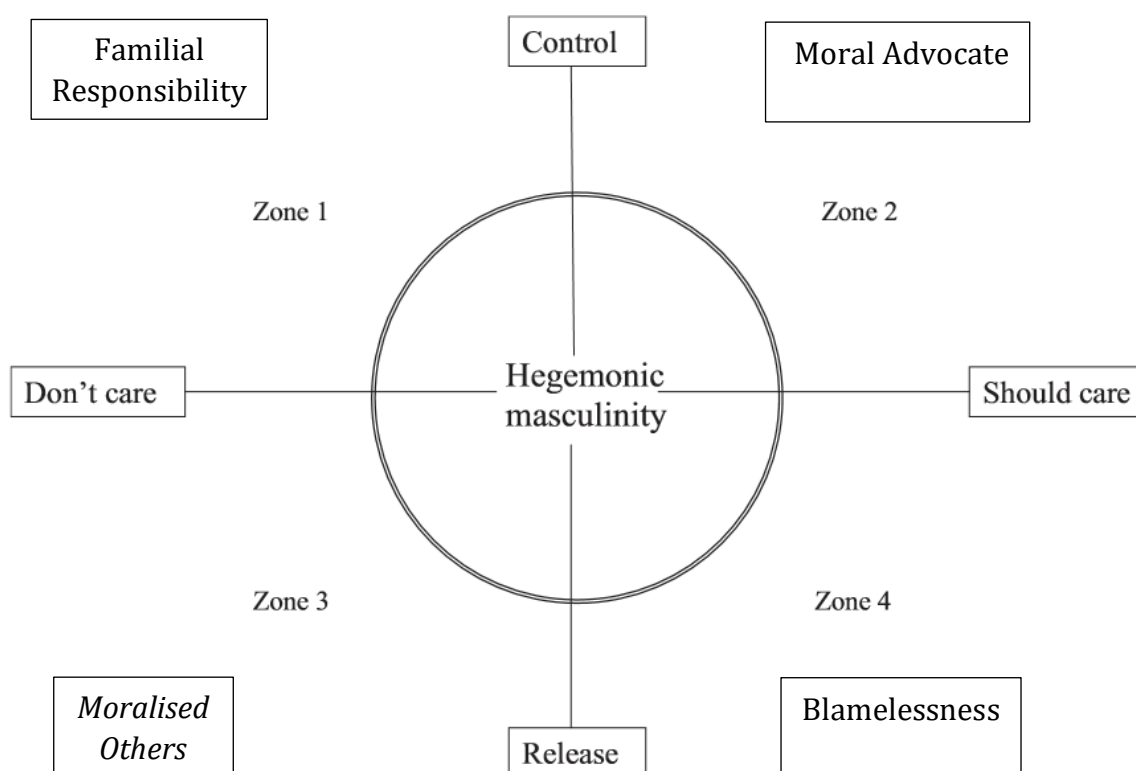 Familial
Responsibility
Control
Moral Advocate
Zone 1
Zone 2
Don’t care
Hegemonic
masculinity
Should care
Zone 3
Zone 4
Moralised
Others
Release
Blamelessness